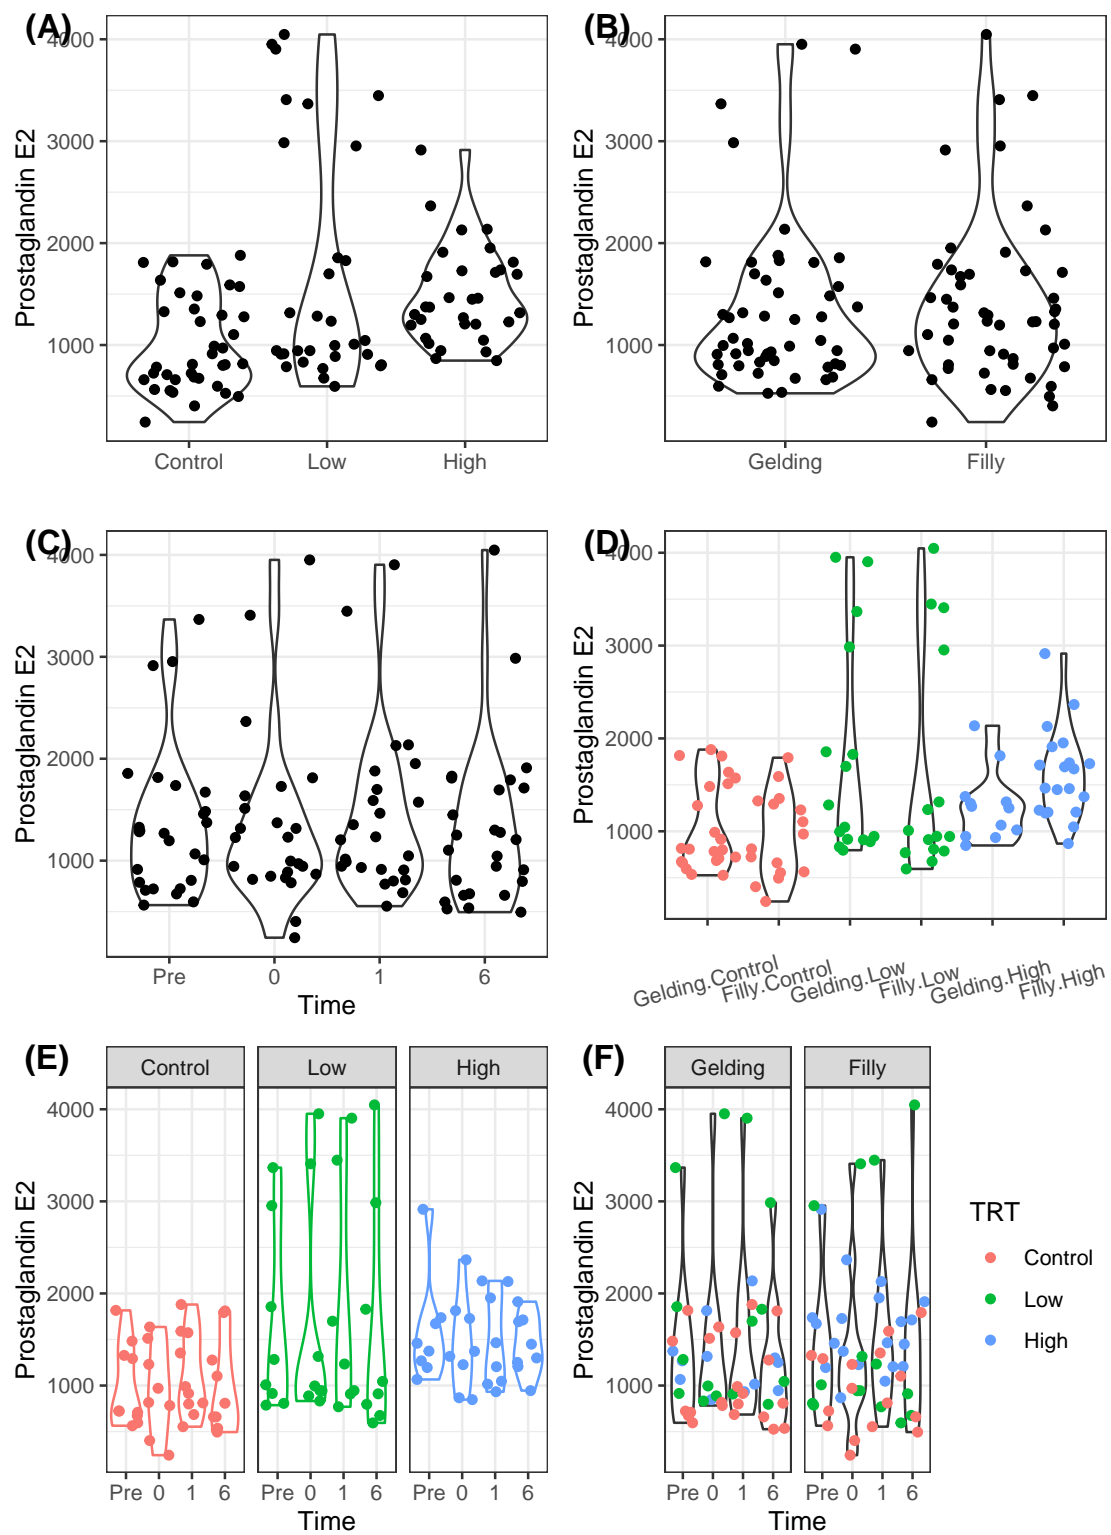 (A)
Prostaglandin E2
4000
3000
2000
1000
Control Low High
(B)
Prostaglandin E2
4000
3000
2000
1000
Gelding Filly
(C)
Prostaglandin E2
4000
3000
2000
1000
Pre 0 1 6
Time
(D)
Prostaglandin E2
4000
3000
2000
1000
Gelding.Control Filly.Control Gelding.Low Filly.Low Gelding.High Filly.High
(E)
Control Low High
Prostaglandin E2
4000
3000
2000
1000
Pre 0 1 6 Pre 0 1 6 Pre 0 1 6
Time
(F)
Gelding Filly
Prostaglandin E2
4000
3000
2000
1000
Pre 0 1 6 Pre 0 1 6
Time
TRT
Control
Low
High